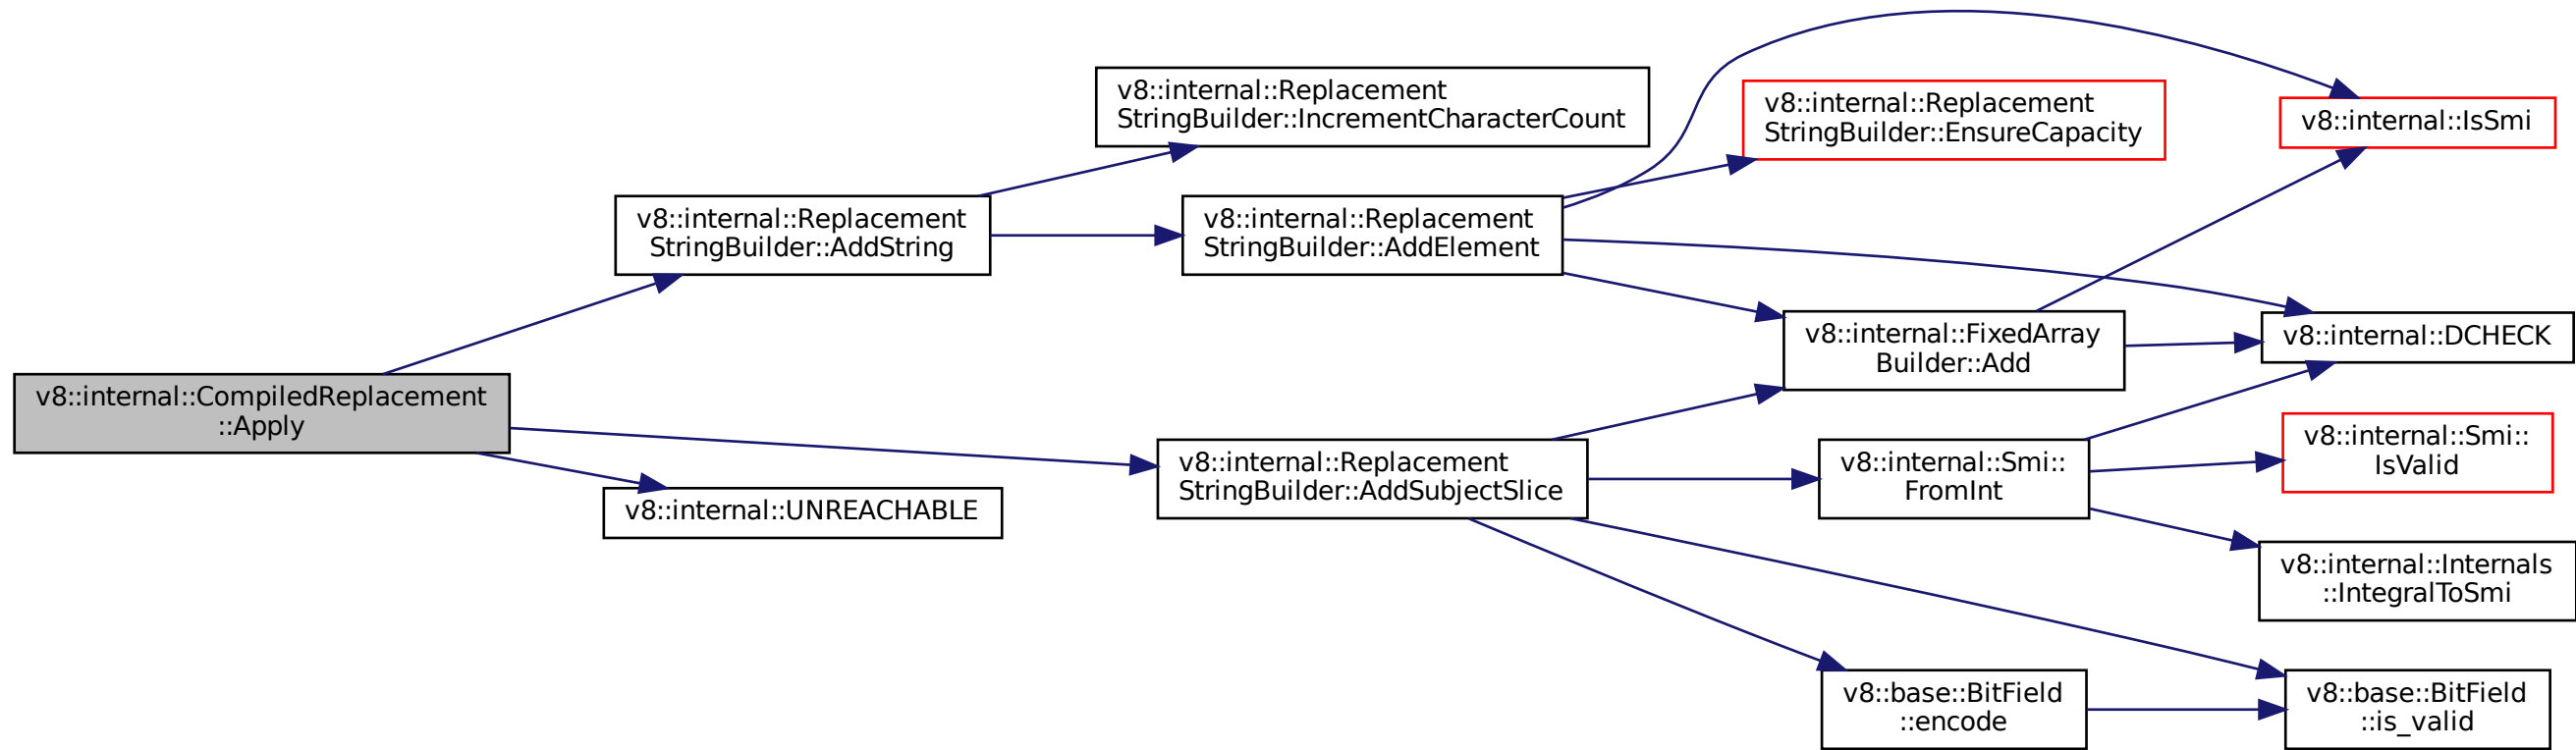 v8::internal::CompiledReplacement
::Apply
v8::internal::Replacement
StringBuilder::AddString
v8::internal::UNREACHABLE
v8::internal::Replacement
StringBuilder::IncrementCharacterCount
v8::internal::Replacement
StringBuilder::AddElement
v8::internal::Replacement
StringBuilder::AddSubjectSlice
v8::internal::Replacement
StringBuilder::EnsureCapacity
v8::internal::FixedArray
Builder::Add
v8::internal::Smi::
FromInt
v8::base::BitField
::encode
v8::internal::IsSmi
v8::internal::DCHECK
v8::internal::Smi::
IsValid
v8::internal::Internals
::IntegralToSmi
v8::base::BitField
::is_valid